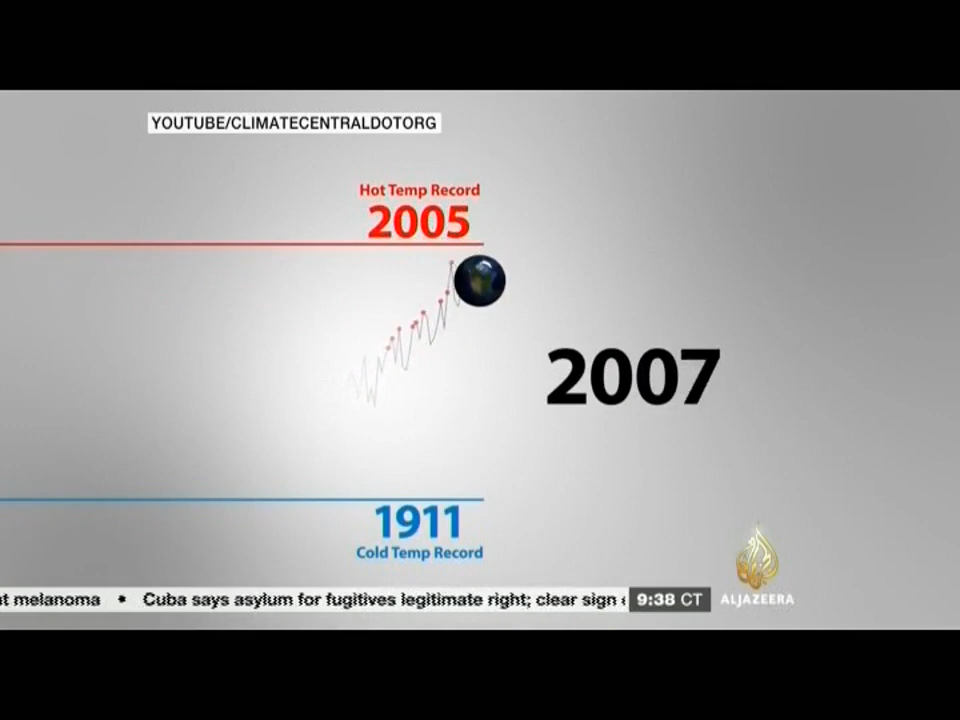 YOUTUBE/CLIMATECENTRALDOTORG
Hot Temp Record
2005
2007
1911
Cold Temp Record
melanoma • Cuba says asylum for fugitives legitimate right; clear sign
9:38 CT
ALJAZEERA